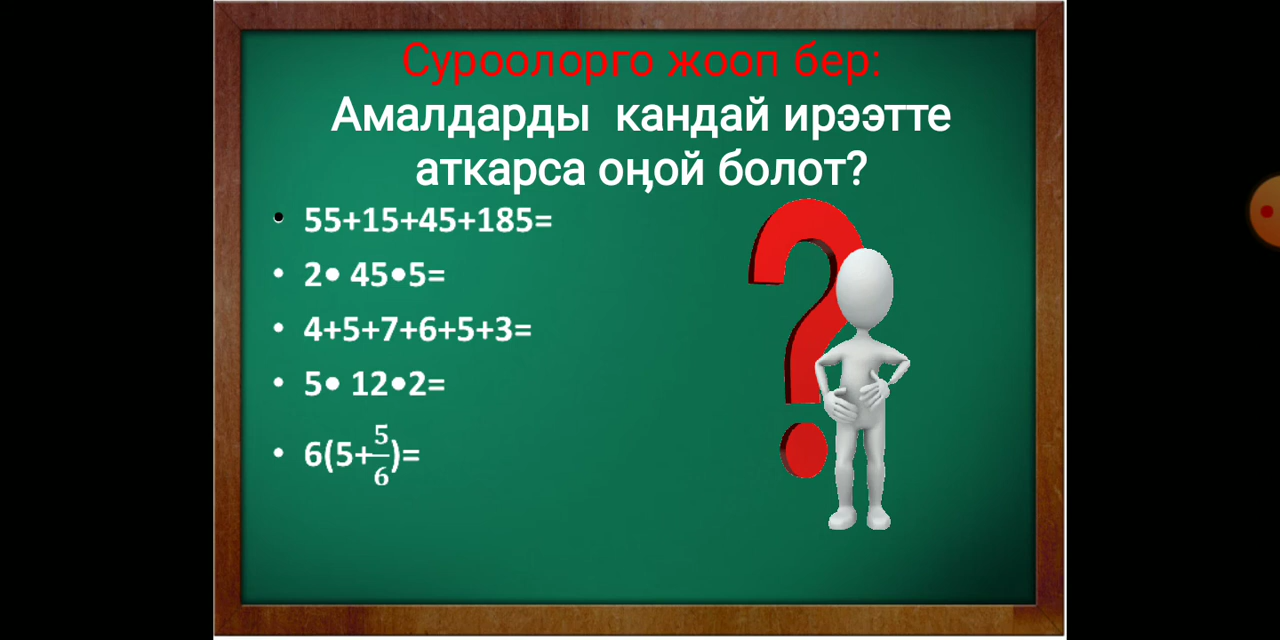 Суроолорго жооп бер:
Амалдарды кандай ирээтте
аткарса оңой болот?
• 55+15+45+185=
• 2• 45•5=
• 4+5+7+6+5+3=
• 5• 12•2=
• 6(5+5/6)=